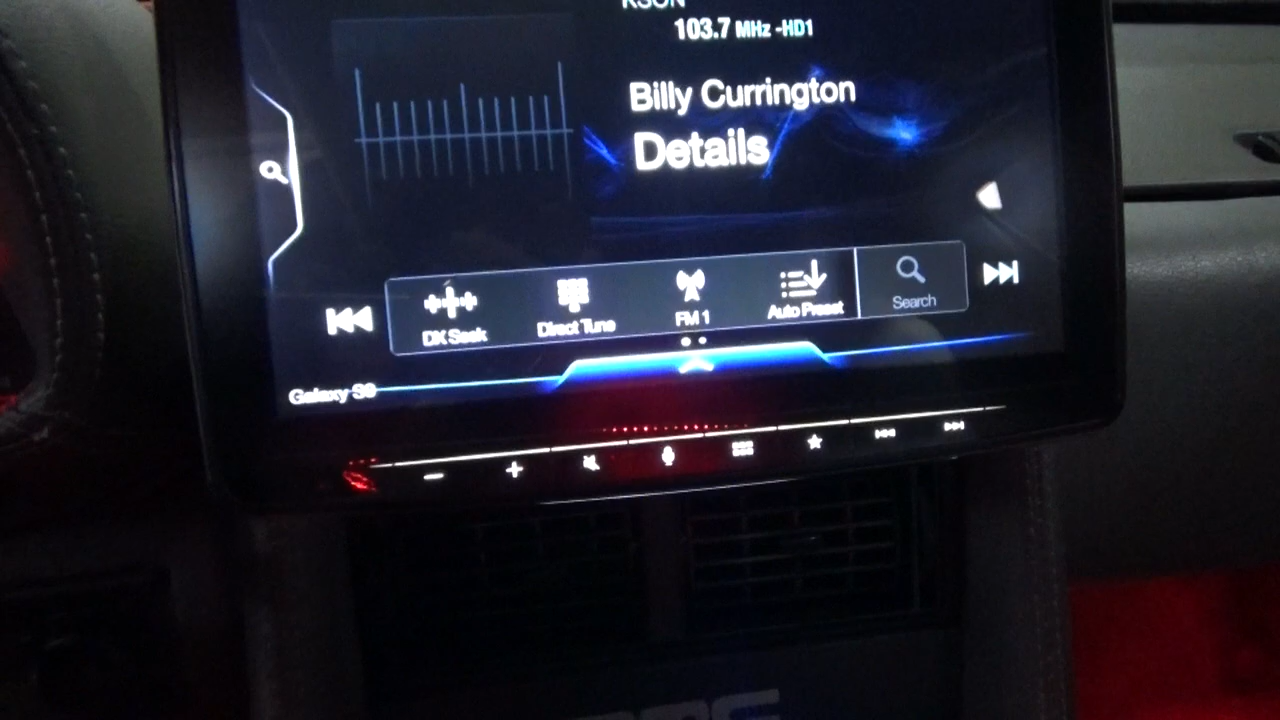 KSON
103.7 MHz -HD1
Billy Currington
Details
DX Seek
Direct Tune
FM 1
Auto Preset
Search
Galaxy S9